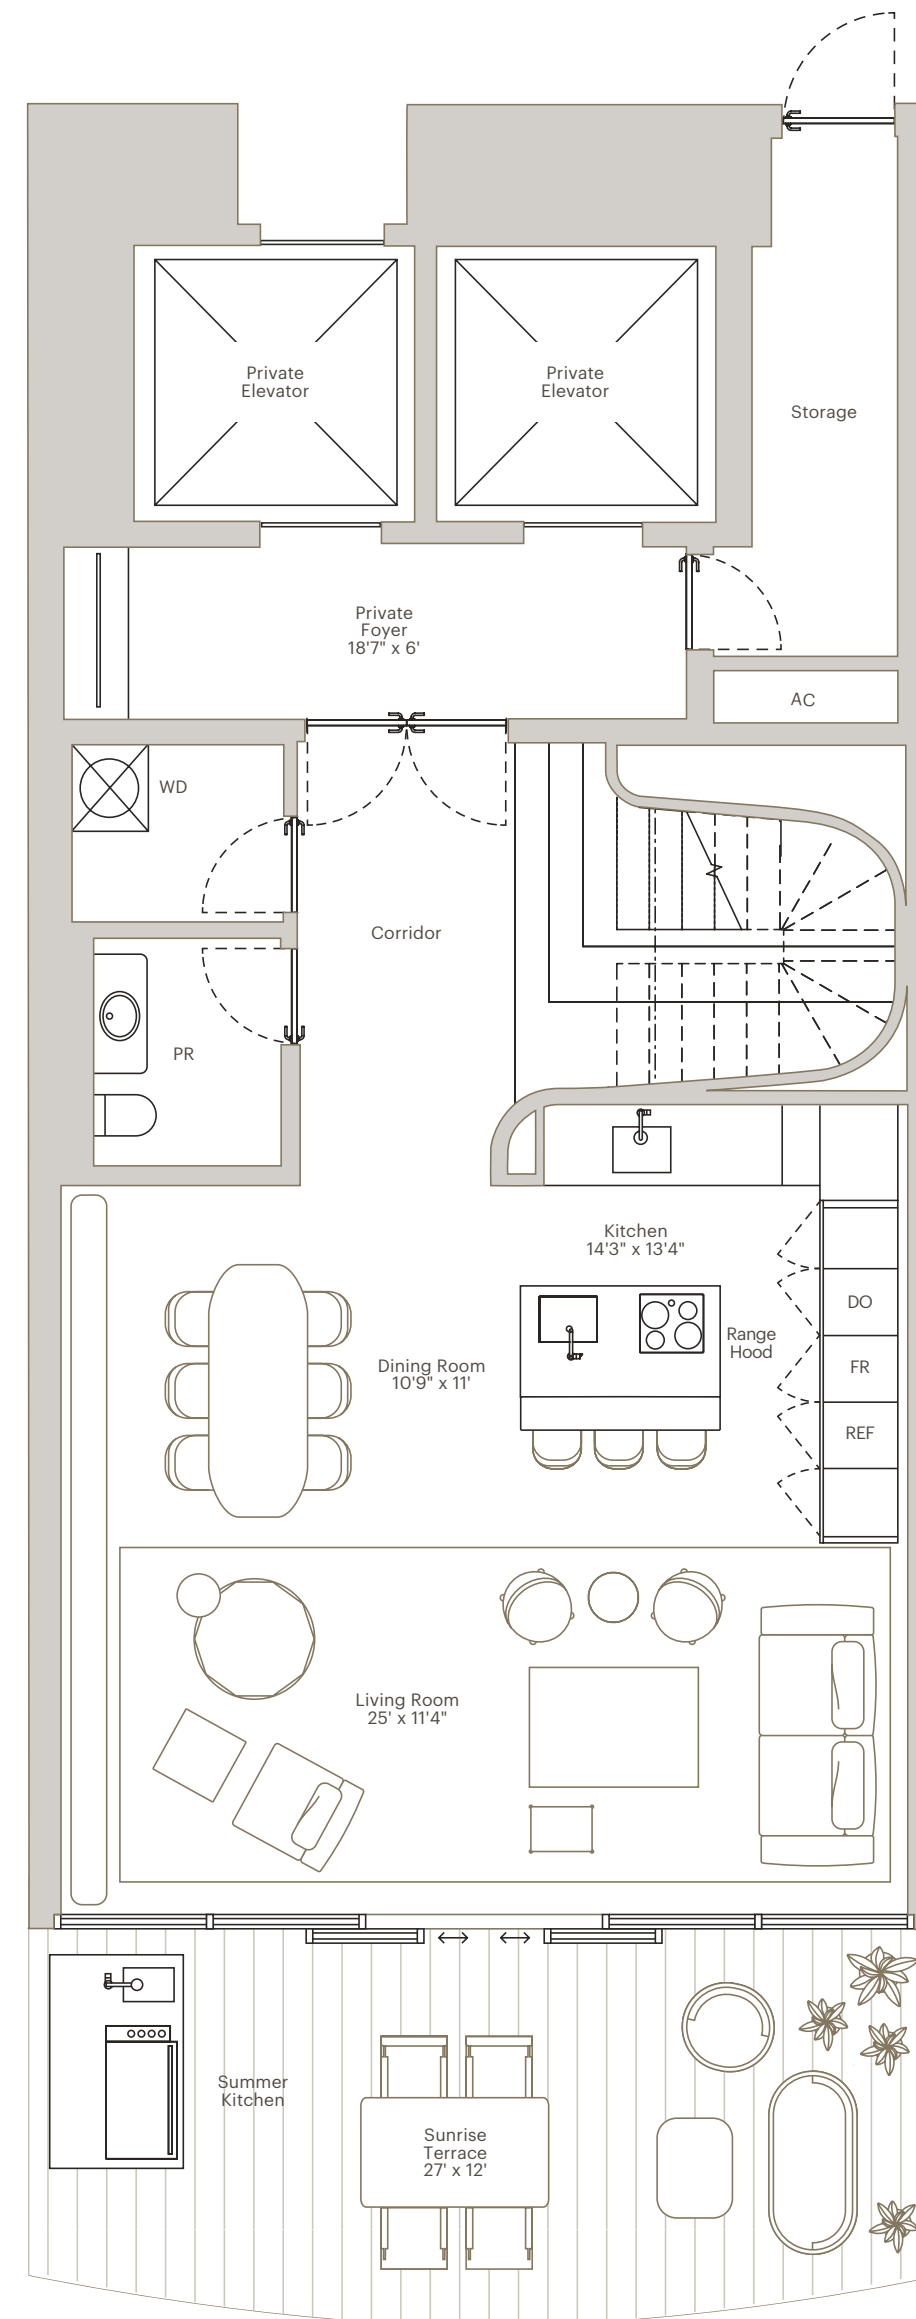 Private
Elevator
Private
Elevator
Storage
Private
Foyer
18'7" x 6'
AC
WD
Corridor
PR
Kitchen
14'3" x 13'4"
DO
Range
Hood
Dining Room
10'9" x 11'
FR
REF
Living Room
25' x 11'4"
Summer
Kitchen
Sunrise
Terrace
27' x 12'